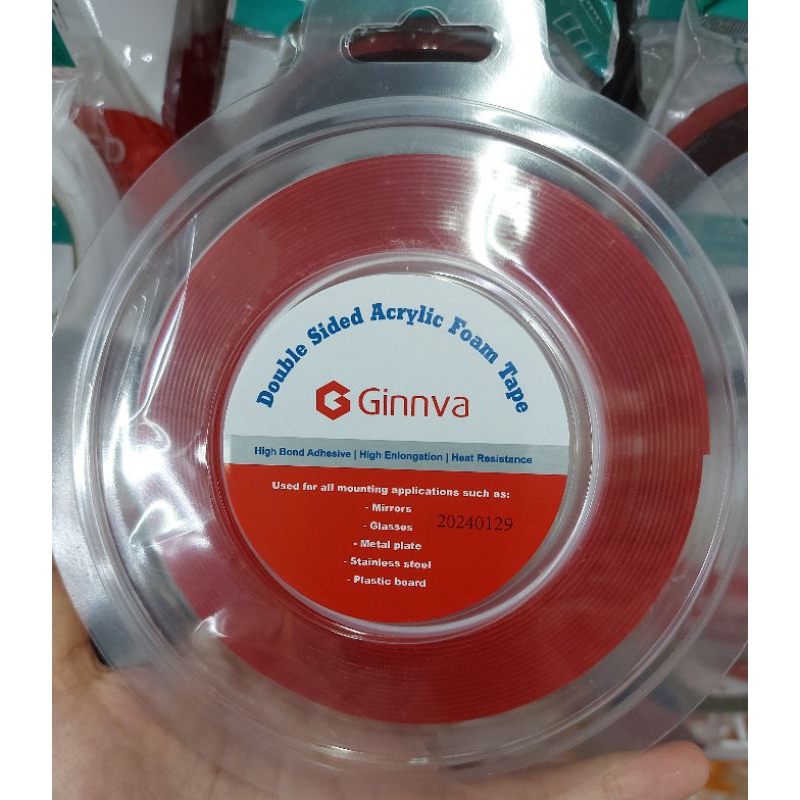 Double Sided Acrylic Foam Tape
Ginnva
High Bond Adhesive | High Enlongation | Heat Resistance
Used for all mounting applications such as:
- Mirrors
- Glasses
20240129
- Metal plate
- Stainless steel
- Plastic board